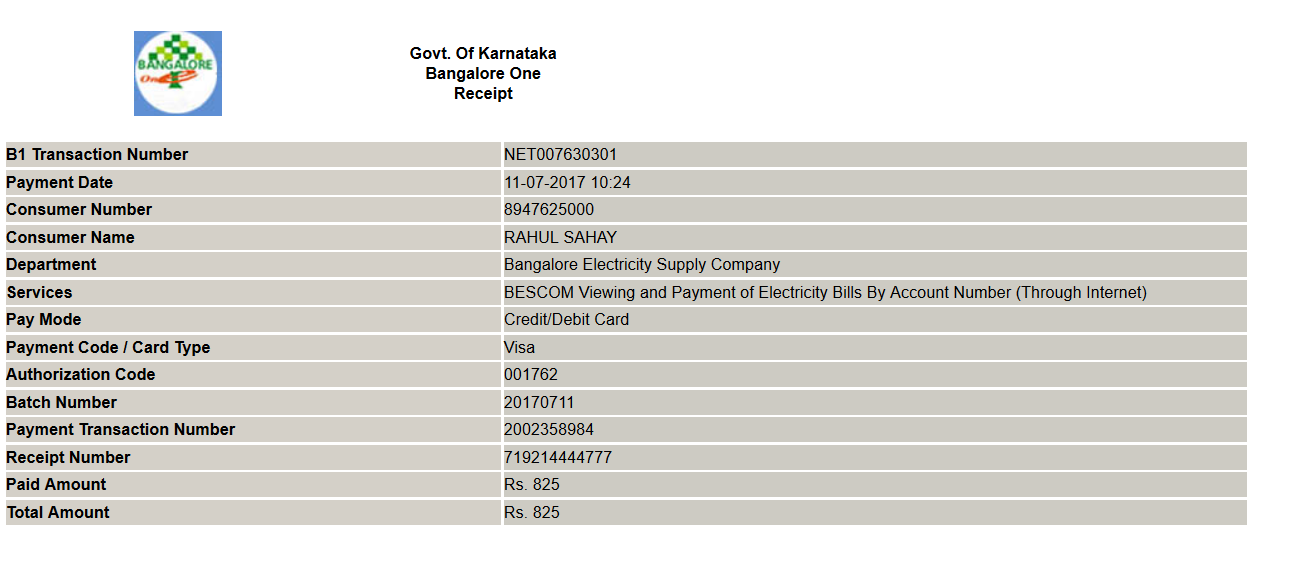 BANGALORE
One
Govt. Of Karnataka
Bangalore One
Receipt
B1 Transaction Number NET007630301
Payment Date 11-07-2017 10:24
Consumer Number 8947625000
Consumer Name RAHUL SAHAY
Department Bangalore Electricity Supply Company
Services BESCOM Viewing and Payment of Electricity Bills By Account Number (Through Internet)
Pay Mode Credit/Debit Card
Payment Code / Card Type Visa
Authorization Code 001762
Batch Number 20170711
Payment Transaction Number 2002358984
Receipt Number 719214444777
Paid Amount Rs. 825
Total Amount Rs. 825